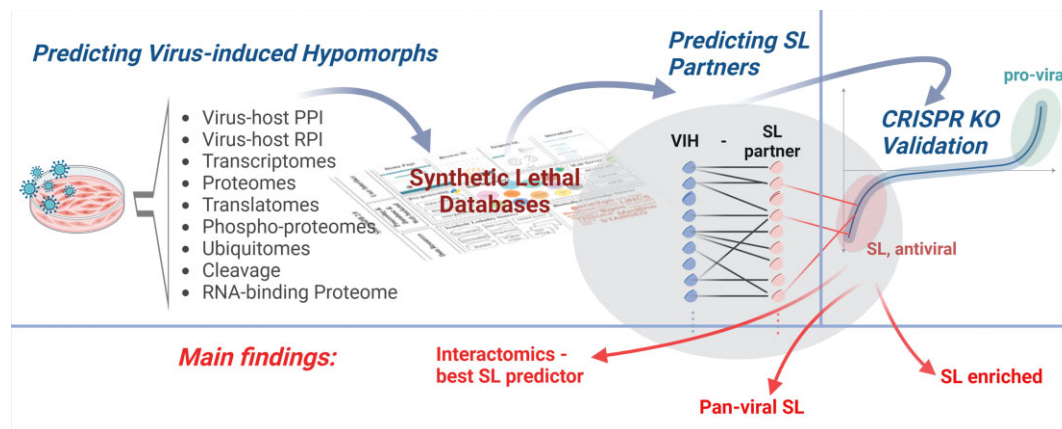 Predicting Virus-induced Hypomorphs
• Virus-host PPI
• Virus-host RPI
• Transcriptomes
• Proteomes
• Translatomes
• Phospho-proteomes
• Ubiquitomes
• Cleavage
• RNA-binding Proteome
Synthetic Lethal
Databases
Predicting SL
Partners
VIH - SL
partner
pro-viral
CRISPR KO
Validation
SL, antiviral
Main findings:
Interactomics -
best SL predictor
Pan-viral SL
SL enriched